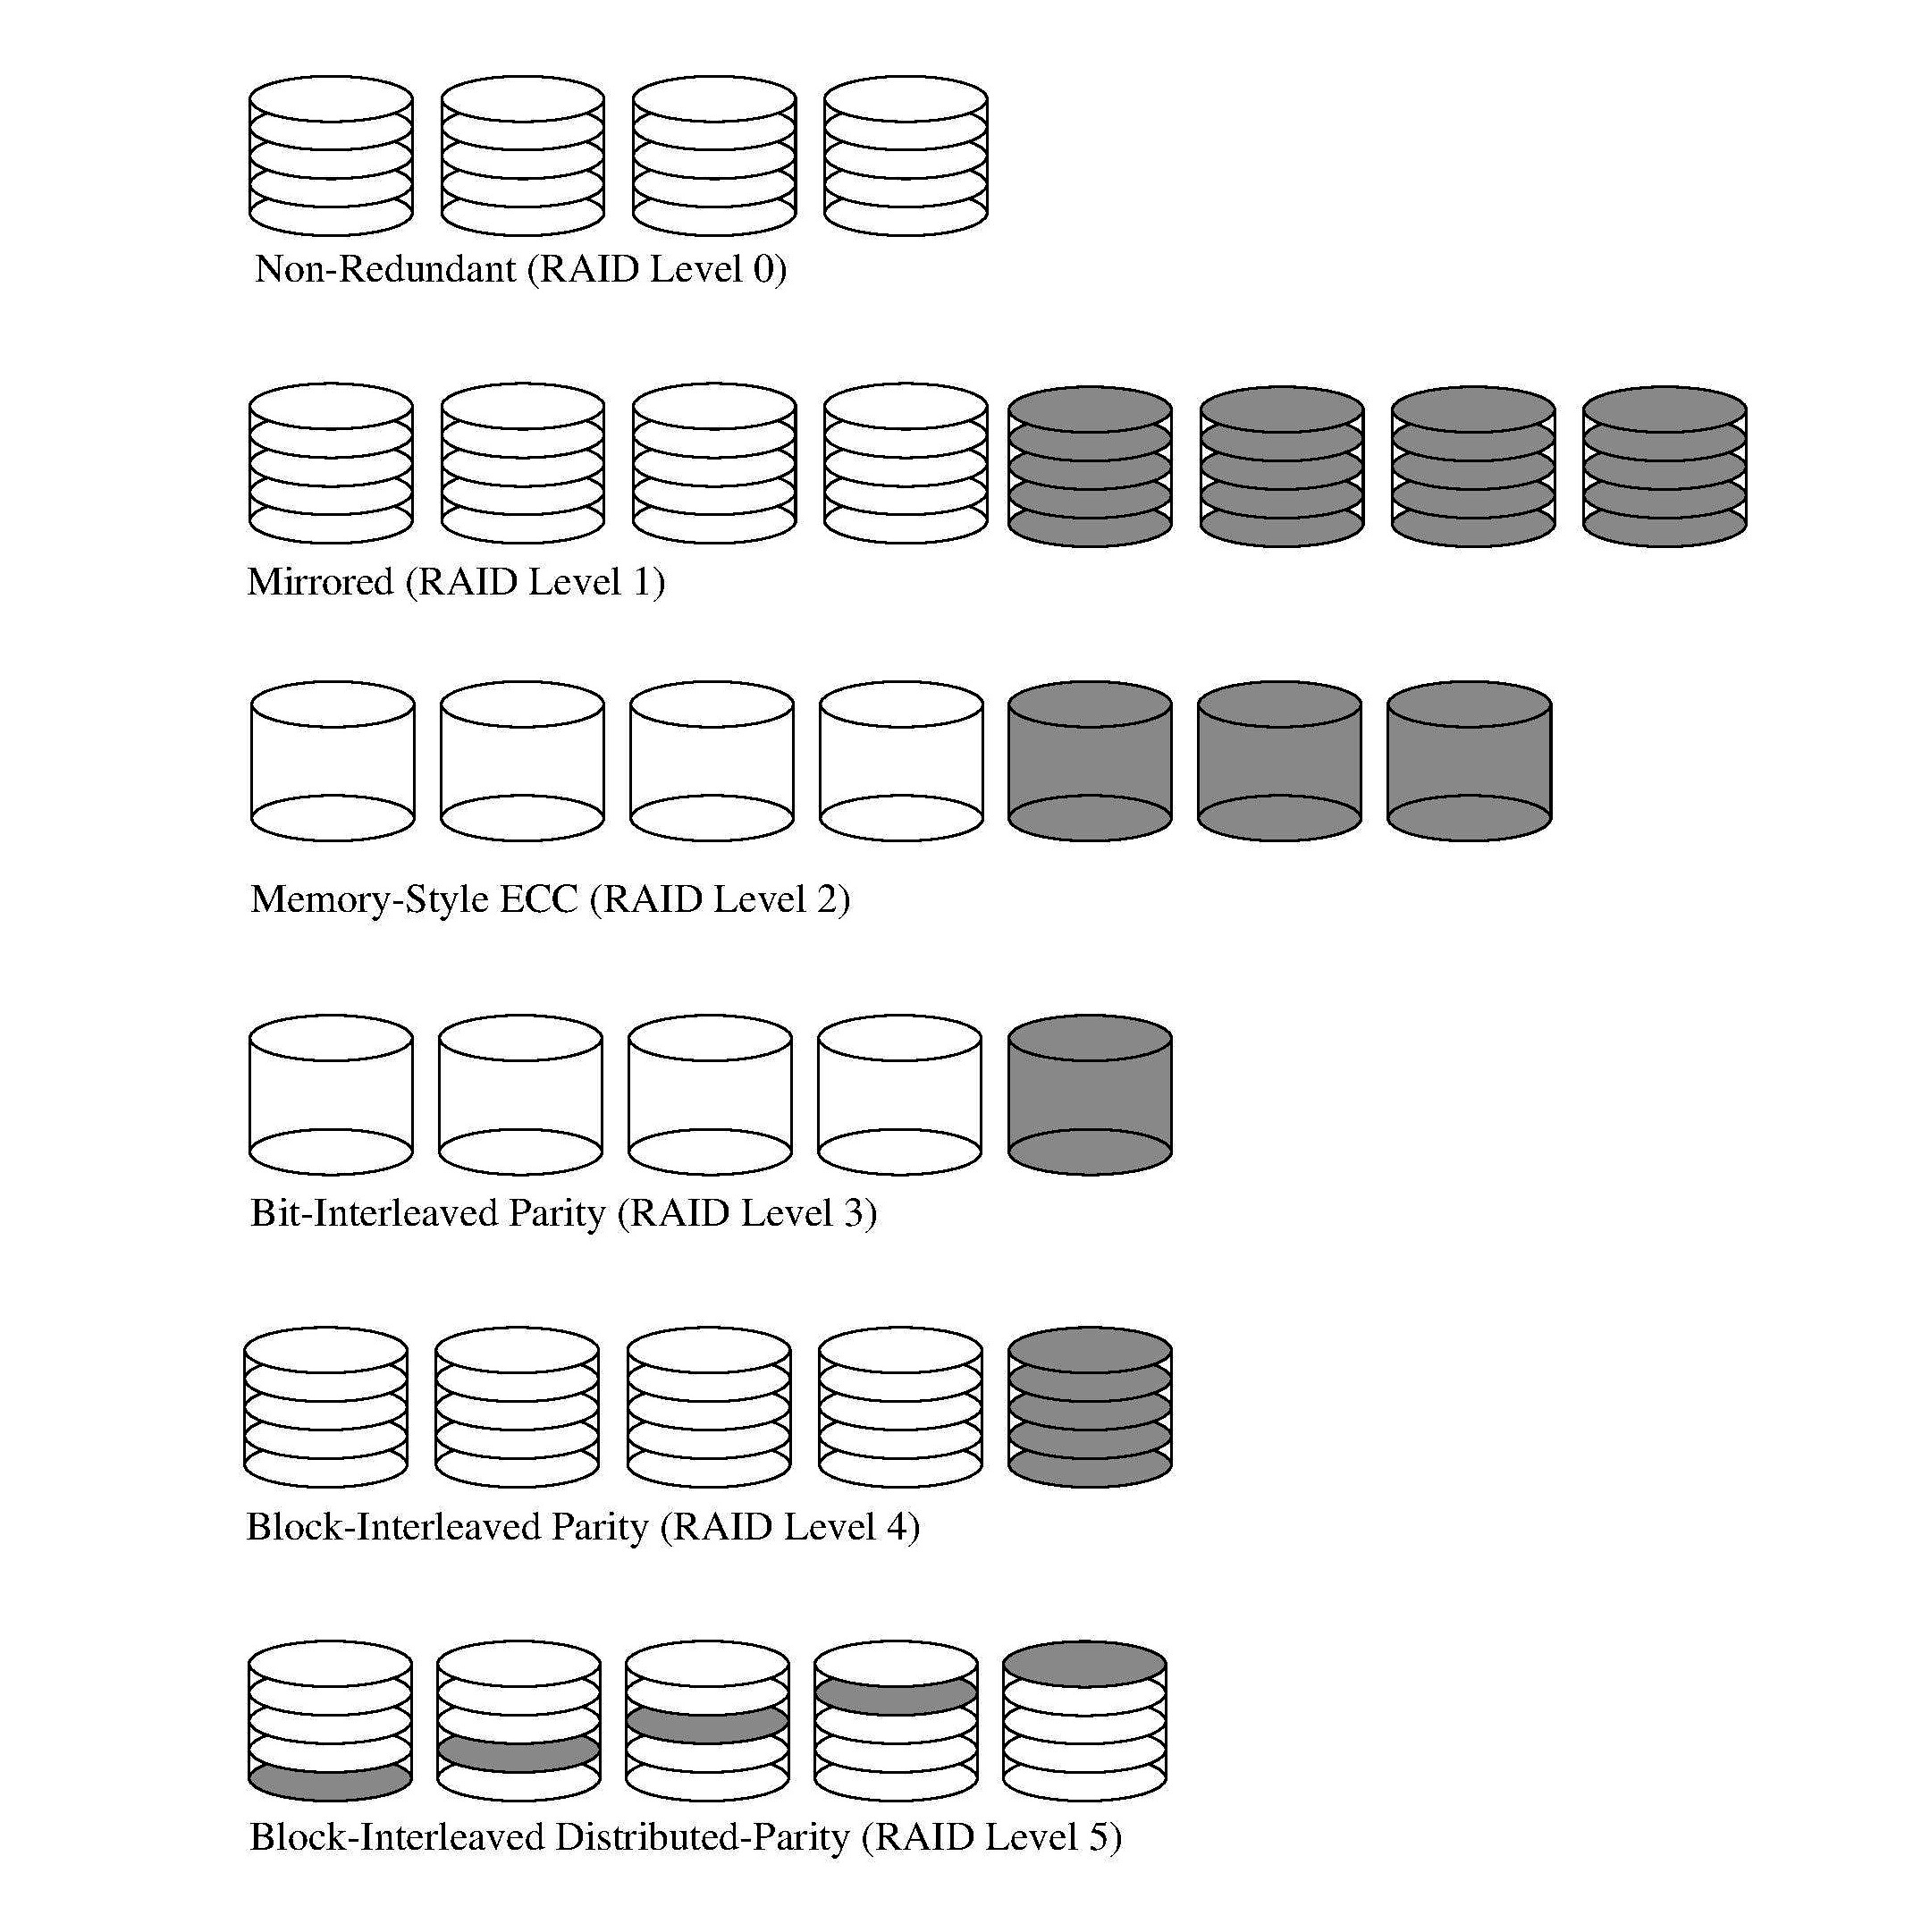 Non-Redundant (RAID Level 0)
Mirrored (RAID Level 1)
Memory-Style ECC (RAID Level 2)
Bit-Interleaved Parity (RAID Level 3)
Block-Interleaved Parity (RAID Level 4)
Block-Interleaved Distributed-Parity (RAID Level 5)